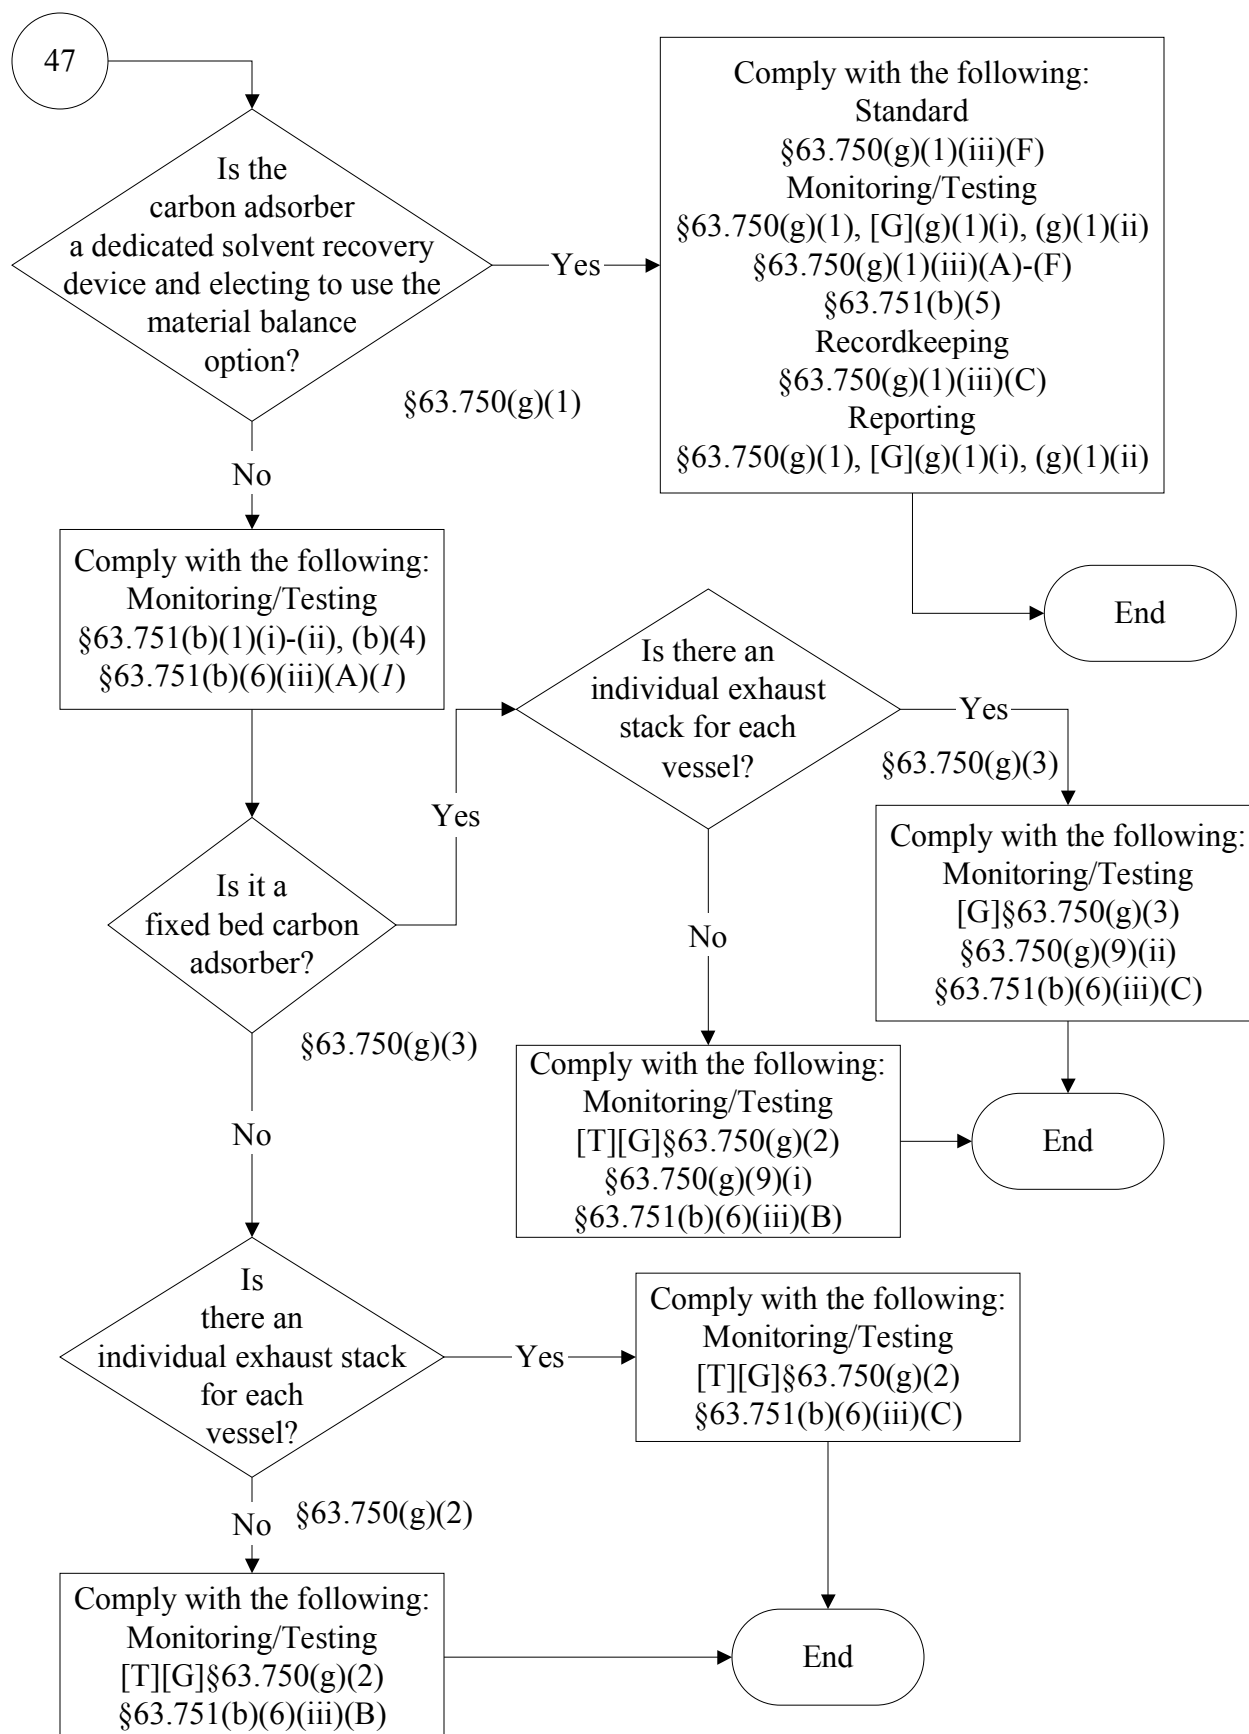 47
Is the
carbon adsorber
a dedicated solvent recovery
device and electing to use the
material balance
option?
Yes
§63.750(g)(1)
No
Comply with the following:
Standard
§63.750(g)(1)(iii)(F)
Monitoring/Testing
§63.750(g)(1), [G](g)(1)(i), (g)(1)(ii)
§63.750(g)(1)(iii)(A)-(F)
§63.751(b)(5)
Recordkeeping
§63.750(g)(1)(iii)(C)
Reporting
§63.750(g)(1), [G](g)(1)(i), (g)(1)(ii)
End
Comply with the following:
Monitoring/Testing
§63.751(b)(1)(i)-(ii), (b)(4)
§63.751(b)(6)(iii)(A)(1)
Is it a
fixed bed carbon
adsorber?
Yes
§63.750(g)(3)
No
Is there an
individual exhaust
stack for each
vessel?
Yes
§63.750(g)(3)
No
Comply with the following:
Monitoring/Testing
[G]§63.750(g)(3)
§63.750(g)(9)(ii)
§63.751(b)(6)(iii)(C)
Comply with the following:
Monitoring/Testing
[T][G]§63.750(g)(2)
§63.750(g)(9)(i)
§63.751(b)(6)(iii)(B)
End
Is
there an
individual exhaust stack
for each
vessel?
Yes
§63.750(g)(2)
No
Comply with the following:
Monitoring/Testing
[T][G]§63.750(g)(2)
§63.751(b)(6)(iii)(C)
Comply with the following:
Monitoring/Testing
[T][G]§63.750(g)(2)
§63.751(b)(6)(iii)(B)
End